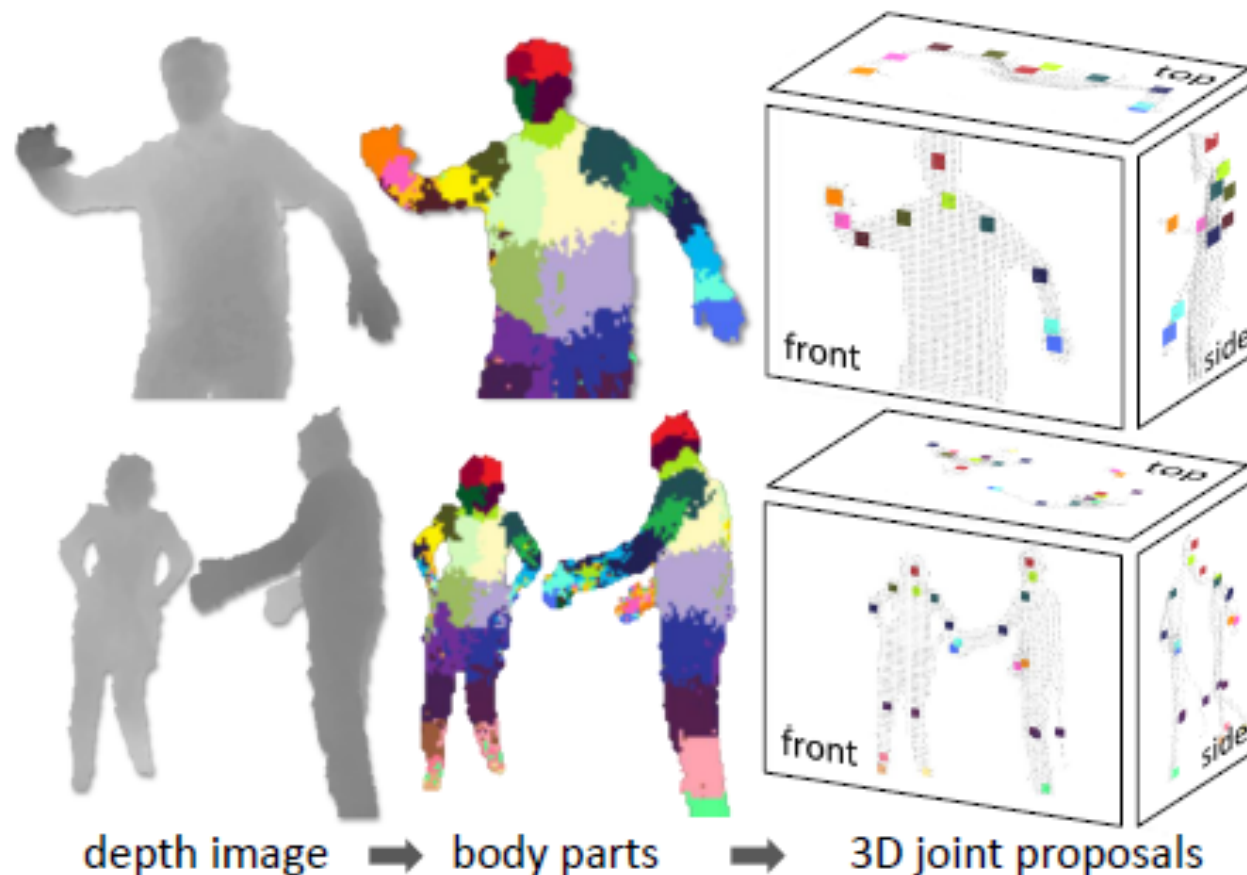 top
front
side
top
front
side
depth image
body parts
3D joint proposals